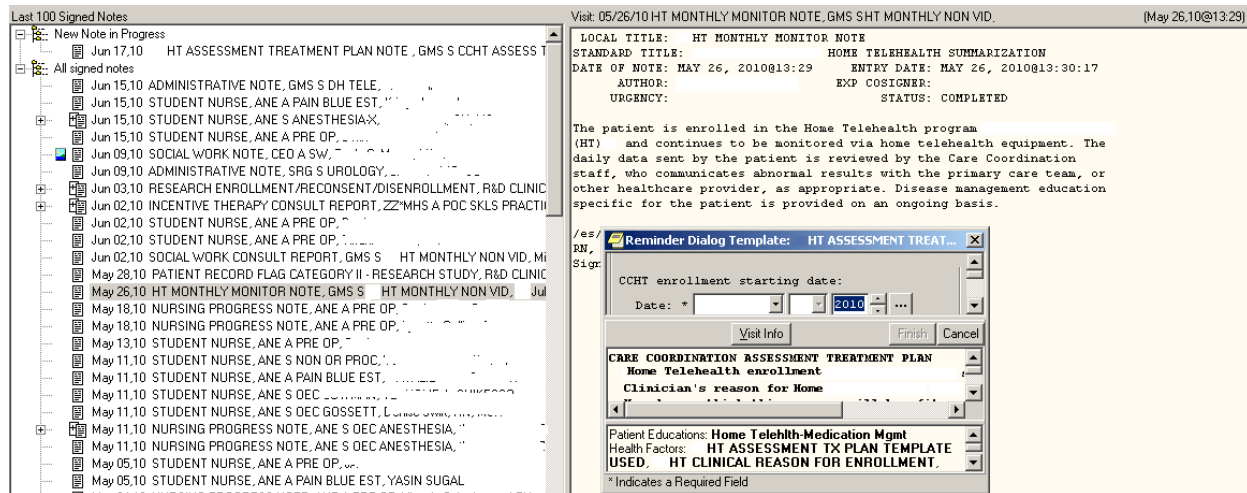 Last 100 Signed Notes
New Note in Progress
Jun 17,10 HT ASSESSMENT TREATMENT PLAN NOTE , GMS S CCHT ASSESS T
All signed notes
Jun 15,10 ADMINISTRATIVE NOTE, GMS S DH TELE,
Jun 15,10 STUDENT NURSE, ANE A PAIN BLUE EST,
Jun 15,10 STUDENT NURSE, ANE S ANESTHESIA-X,
Jun 15,10 STUDENT NURSE, ANE A PRE OP,
Jun 09,10 SOCIAL WORK NOTE, CEO A SW,
Jun 09,10 ADMINISTRATIVE NOTE, SRG S UROLOGY,
Jun 03,10 RESEARCH ENROLLMENT/RECONSENT/DISENROLLMENT, R&D CLINIC
Jun 02,10 INCENTIVE THERAPY CONSULT REPORT, ZZ*MHS A POC SKLS PRACTI
Jun 02,10 STUDENT NURSE, ANE A PRE OP,
Jun 02,10 STUDENT NURSE, ANE A PRE OP,
Jun 02,10 SOCIAL WORK CONSULT REPORT, GMS S HT MONTHLY NON VID, Mi
May 28,10 PATIENT RECORD FLAG CATEGORY II - RESEARCH STUDY, R&D CLINIC
May 26,10 HT MONTHLY MONITOR NOTE, GMS S HT MONTHLY NON VID, Jul
May 18,10 NURSING PROGRESS NOTE, ANE A PRE OP,
May 18,10 NURSING PROGRESS NOTE, ANE A PRE OP,
May 13,10 STUDENT NURSE, ANE A PRE OP,
May 11,10 STUDENT NURSE, ANE S NON OR PROC,
May 11,10 STUDENT NURSE, ANE A PAIN BLUE EST,
May 11,10 STUDENT NURSE, ANE S OEC
May 11,10 STUDENT NURSE, ANE S OEC GOSSETT,
May 11,10 NURSING PROGRESS NOTE, ANE S OEC ANESTHESIA,
May 11,10 NURSING PROGRESS NOTE, ANE S OEC ANESTHESIA,
May 05,10 STUDENT NURSE, ANE A PRE OP,
May 05,10 STUDENT NURSE, ANE A PAIN BLUE EST, YASIN SUGAL
Visit: 05/26/10 HT MONTHLY MONITOR NOTE, GMS SHT MONTHLY NON VID, (May 26,10@13:29)
LOCAL TITLE: HT MONTHLY MONITOR NOTE
STANDARD TITLE: HOME TELEHEALTH SUMMARIZATION
DATE OF NOTE: MAY 26, 2010@13:29 ENTRY DATE: MAY 26, 2010@13:30:17
AUTHOR: EXP COSIGNER:
URGENCY: STATUS: COMPLETED
The patient is enrolled in the Home Telehealth program
(HT) and continues to be monitored via home telehealth equipment. The
daily data sent by the patient is reviewed by the Care Coordination
staff, who communicates abnormal results with the primary care team, or
other healthcare provider, as appropriate. Disease management education
specific for the patient is provided on an ongoing basis.
/es/
RN,
Sign
Reminder Dialog Template: HT ASSESSMENT TREAT...
CCHT enrollment starting date:
Date: * 2010 ...
Visit Info Finish Cancel
CARE COORDINATION ASSESSMENT TREATMENT PLAN
Home Telehealth enrollment
Clinician's reason for Home
Patient Educations: Home Telehlth-Medication Mgmt
Health Factors: HT ASSESSMENT TX PLAN TEMPLATE
USED, HT CLINICAL REASON FOR ENROLLMENT,
* Indicates a Required Field